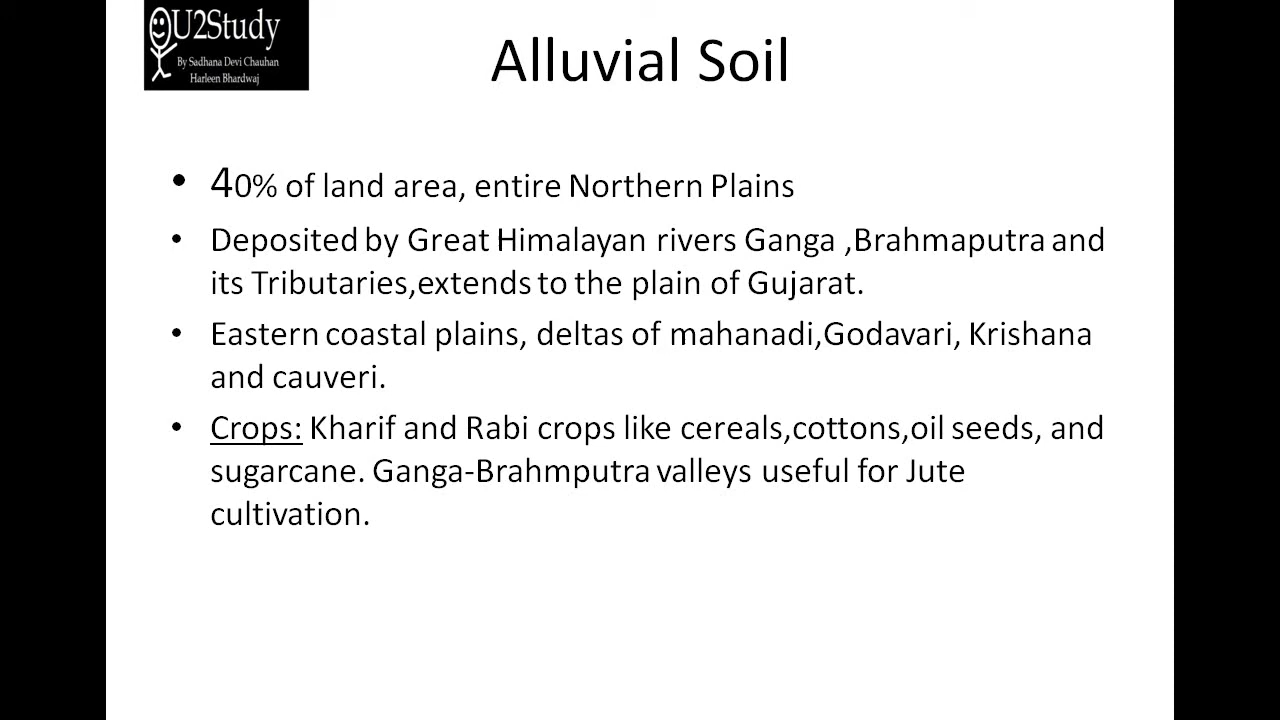 U2Study
By Sadhana Devi Chauhan
Harleen Bhardwaj
Alluvial Soil
• 40% of land area, entire Northern Plains
• Deposited by Great Himalayan rivers Ganga ,Brahmaputra and
its Tributaries,extends to the plain of Gujarat.
• Eastern coastal plains, deltas of mahanadi,Godavari, Krishana
and cauveri.
• Crops: Kharif and Rabi crops like cereals,cottons,oil seeds, and
sugarcane. Ganga-Brahmputra valleys useful for Jute
cultivation.